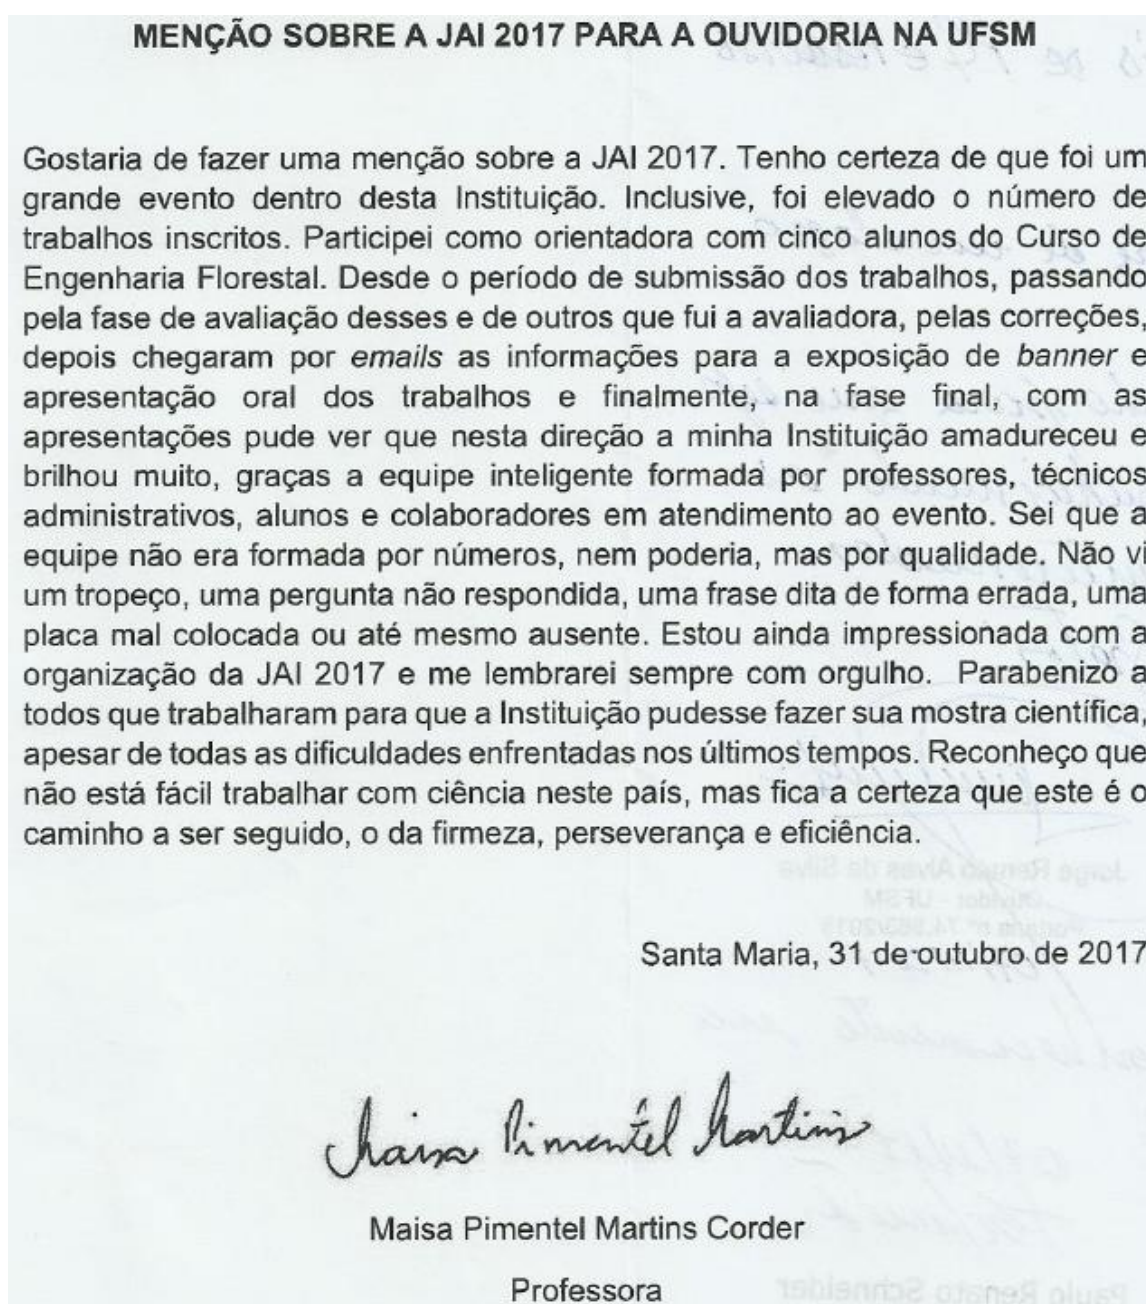 MENÇÃO SOBRE A JAI 2017 PARA A OUVIDORIA NA UFSM
Gostaria de fazer uma menção sobre a JAI 2017. Tenho certeza de que foi um
grande evento dentro desta Instituição. Inclusive, foi elevado o número de
trabalhos inscritos. Participei como orientadora com cinco alunos do Curso de
Engenharia Florestal. Desde o período de submissão dos trabalhos, passando
pela fase de avaliação desses e de outros que fui a avaliadora, pelas correções,
depois chegaram por emails as informações para a exposição de banner e
apresentação oral dos trabalhos e finalmente, na fase final, com as
apresentações pude ver que nesta direção a minha Instituição amadureceu e
brilhou muito, graças a equipe inteligente formada por professores, técnicos
administrativos, alunos e colaboradores em atendimento ao evento. Sei que a
equipe não era formada por números, nem poderia, mas por qualidade. Não vi
um tropeço, uma pergunta não respondida, uma frase dita de forma errada, uma
placa mal colocada ou até mesmo ausente. Estou ainda impressionada com a
organização da JAI 2017 e me lembrarei sempre com orgulho. Parabenizo a
todos que trabalharam para que a Instituição pudesse fazer sua mostra científica,
apesar de todas as dificuldades enfrentadas nos últimos tempos. Reconheço que
não está fácil trabalhar com ciência neste país, mas fica a certeza que este é o
caminho a ser seguido, o da firmeza, perseverança e eficiência.
Jorge Renato Alves da Silva
Ouvidor - UFSM
Santa Maria, 31 de outubro de 2017
Maisa Pimentel Martins
Maisa Pimentel Martins Corder
Professora
Paulo Renato Schneider